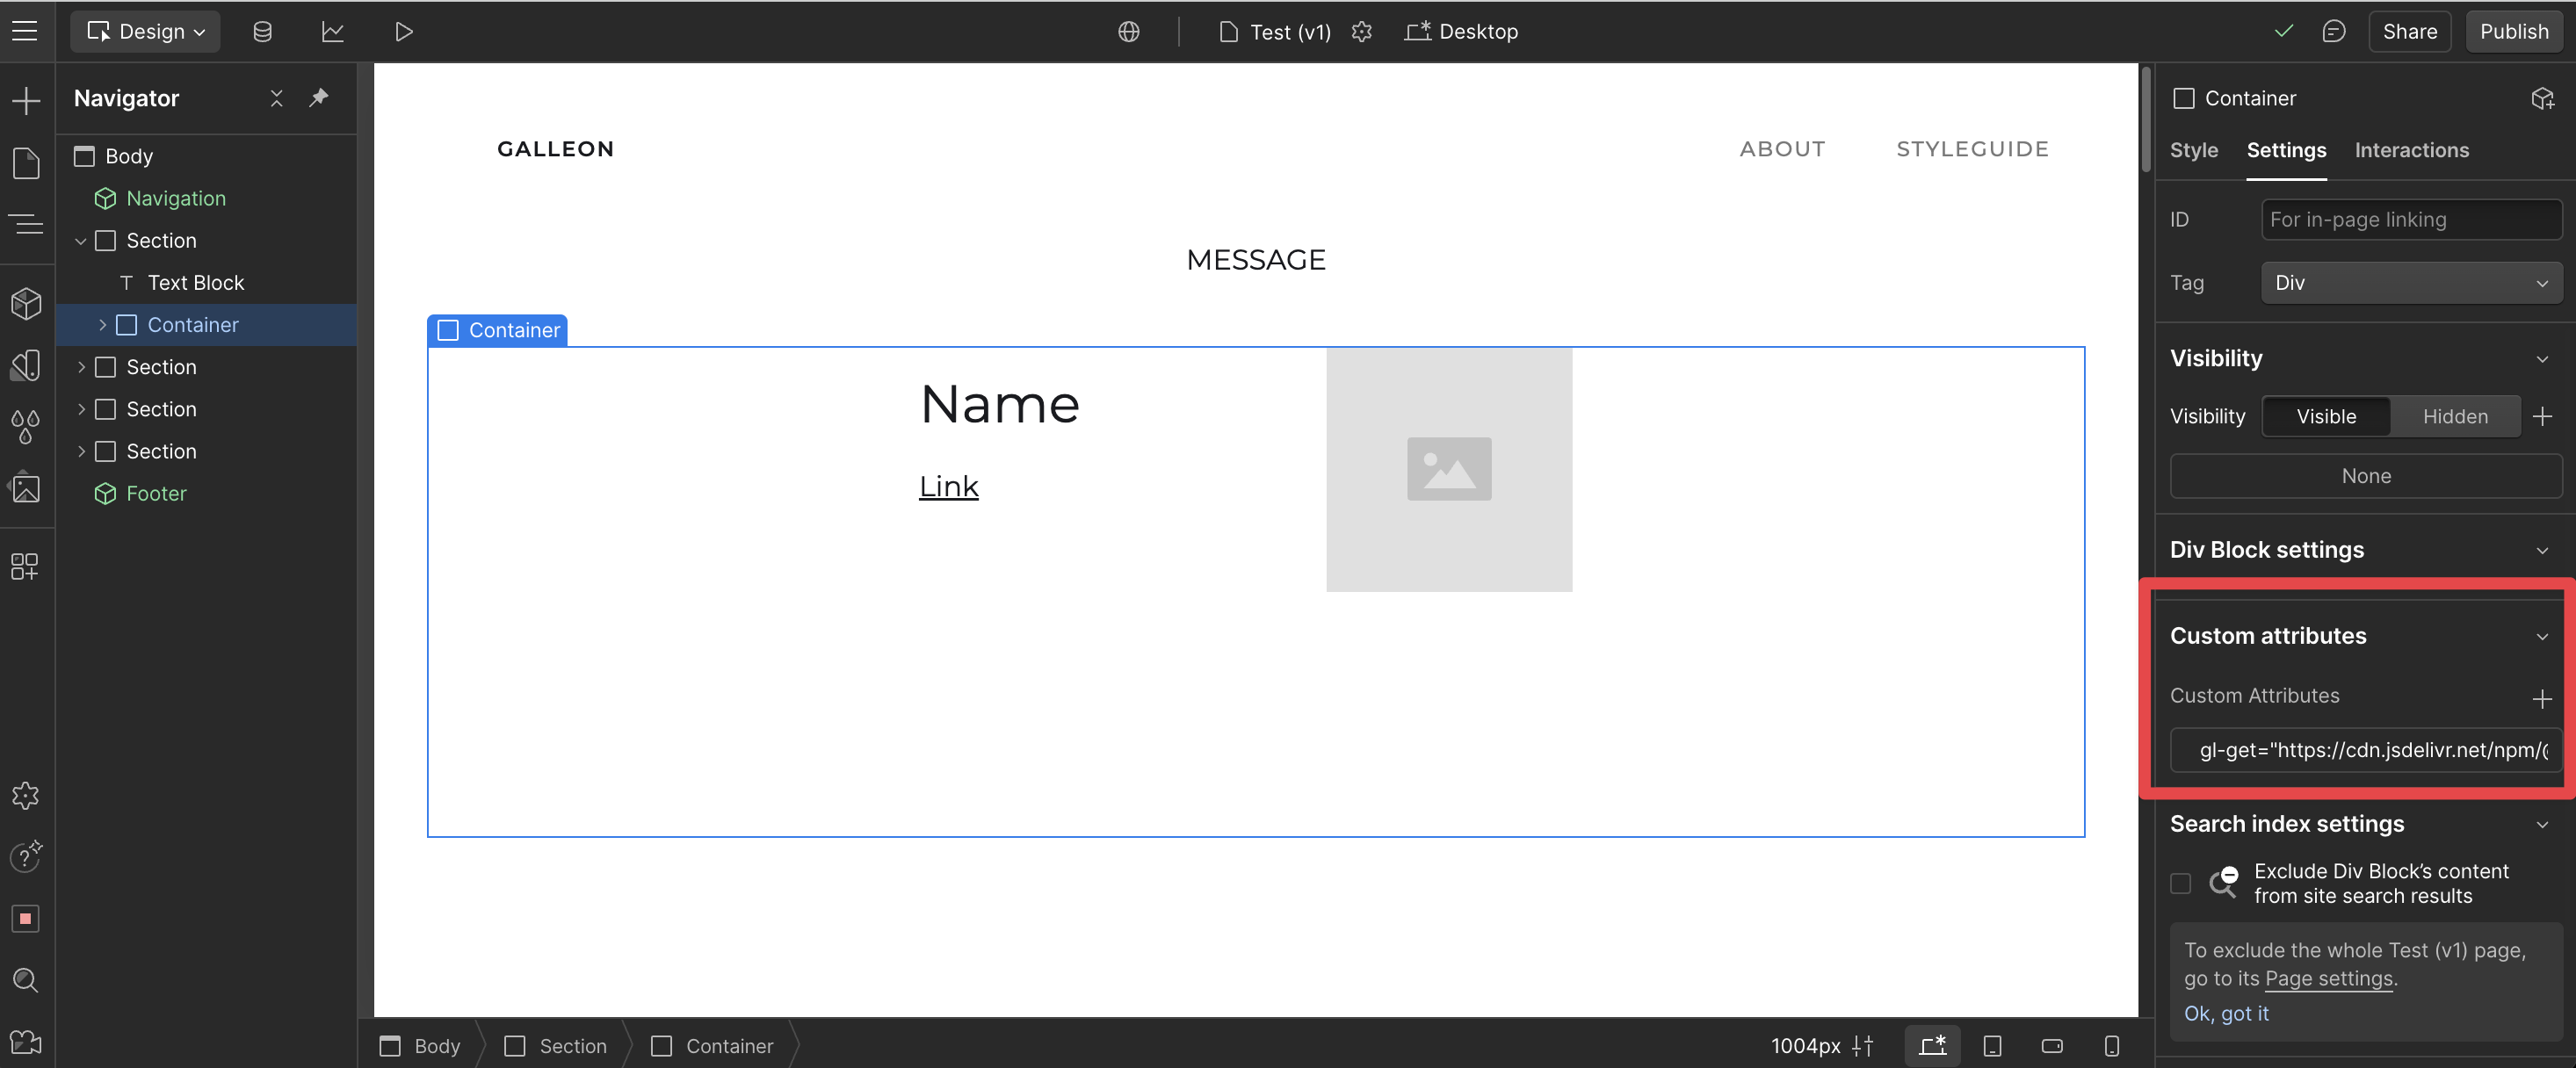 Design
Test (v1)
Desktop
Share
Publish
Navigator
Body
Navigation
Section
Text Block
Container
Section
Section
Section
Footer
GALLEON
ABOUT
STYLEGUIDE
MESSAGE
Container
Name
Link
Body
Section
Container
1004px
Container
Style
Settings
Interactions
ID
For in-page linking
Tag
Div
Visibility
Visibility
Visible
Hidden
None
Div Block settings
Custom attributes
Custom Attributes
gl-get="https://cdn.jsdelivr.net/npm/
Search index settings
Exclude Div Block’s content
from site search results
To exclude the whole Test (v1) page,
go to its Page settings.
Ok, got it